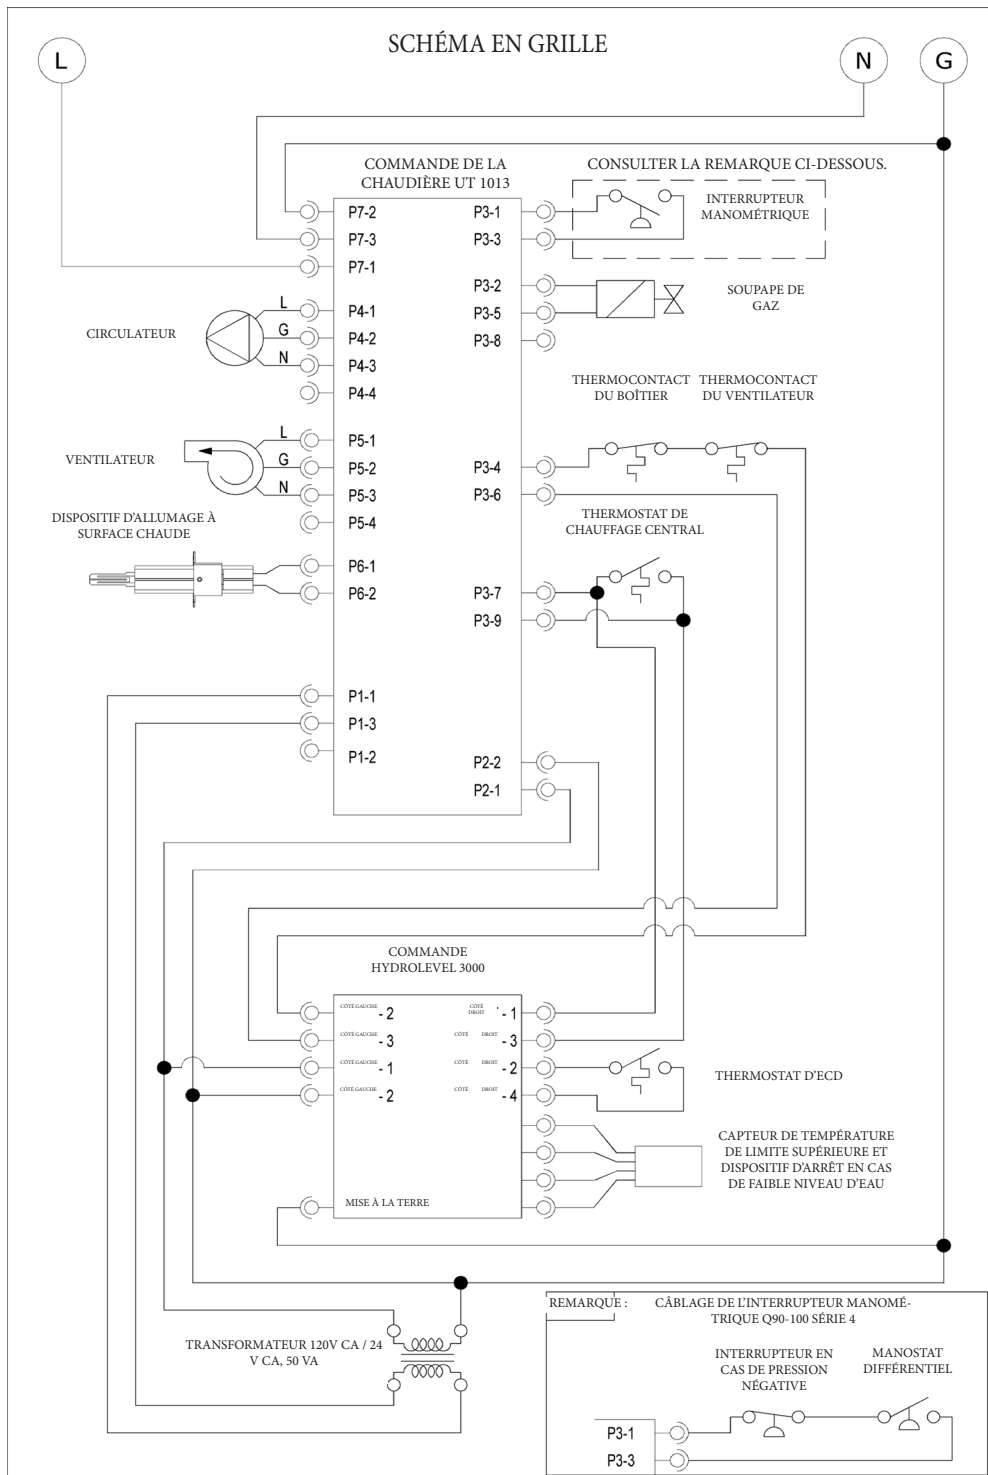 SCHÉMA EN GRILLE
L
N
G
COMMANDE DE LA
CHAUDIÈRE UT 1013
CONSULTER LA REMARQUE CI-DESSOUS.
INTERRUPTEUR
MANOMÉTRIQUE
P7-2
P7-3
P7-1
P3-1
P3-3
P3-2
P3-5
P3-8
SOUPAPE DE
GAZ
CIRCULATEUR
L
G
N
P4-1
P4-2
P4-3
P4-4
THERMOCONTACT
DU BOÎTIER
THERMOCONTACT
DU VENTILATEUR
VENTILATEUR
L
G
N
P5-1
P5-2
P5-3
P5-4
P3-4
P3-6
DISPOSITIF D'ALLUMAGE À
SURFACE CHAUDE
P6-1
P6-2
THERMOSTAT DE
CHAUFFAGE CENTRAL
P3-7
P3-9
P1-1
P1-3
P1-2
P2-2
P2-1
COMMANDE
HYDROLEVEL 3000
CÔTÉ GAUCHE - 2
CÔTÉ GAUCHE - 3
CÔTÉ GAUCHE - 1
CÔTÉ GAUCHE - 2
CÔTÉ
DROIT - 1
CÔTÉ DROIT - 3
CÔTÉ DROIT - 2
CÔTÉ DROIT - 4
THERMOSTAT D'ECD
CAPTEUR DE TEMPÉRATURE
DE LIMITE SUPÉRIEURE ET
DISPOSITIF D'ARRÊT EN CAS
DE FAIBLE NIVEAU D'EAU
MISE À LA TERRE
TRANSFORMATEUR 120V CA / 24
V CA, 50 VA
REMARQUE :
CÂBLAGE DE L'INTERRUPTEUR MANOMÉ-
TRIQUE Q90-100 SÉRIE 4
INTERRUPTEUR EN
CAS DE PRESSION
NÉGATIVE
MANOSTAT
DIFFÉRENTIEL
P3-1
P3-3